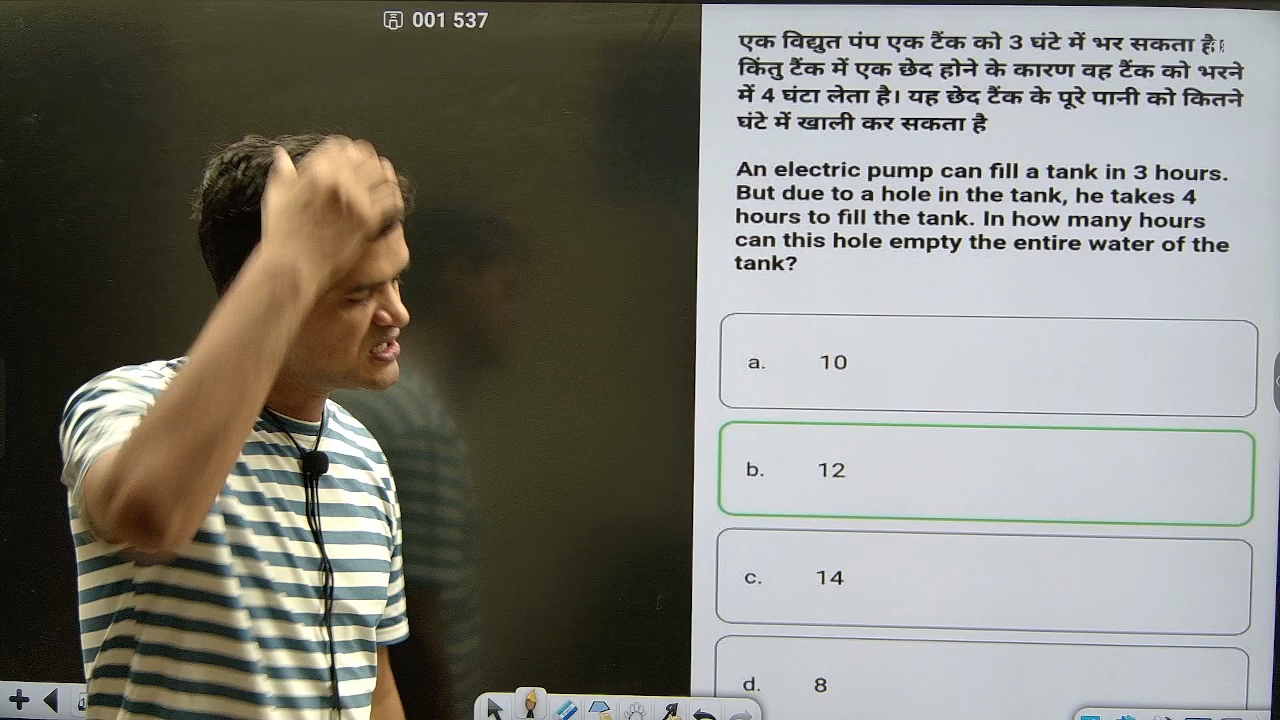 001 537
एक विद्युत पंप एक टैंक को 3 घंटे में भर सकता है।
किंतु टैंक में एक छेद होने के कारण वह टैंक को भरने
में 4 घंटा लेता है। यह छेद टैंक के पूरे पानी को कितने
घंटे में खाली कर सकता है
An electric pump can fill a tank in 3 hours.
But due to a hole in the tank, he takes 4
hours to fill the tank. In how many hours
can this hole empty the entire water of the
tank?
a. 10
b. 12
c. 14
d. 8